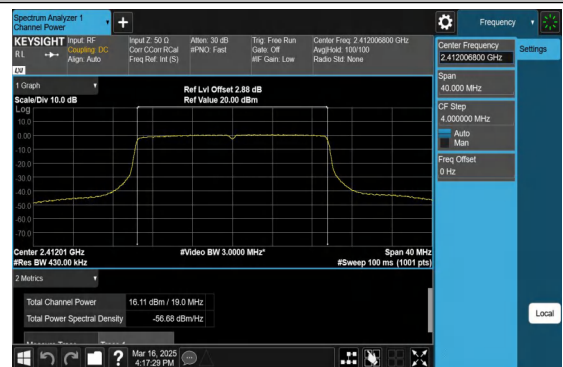 Spectrum Analyzer 1
Channel Power
+
Frequency
KEYSIGHT
RL
Input: RF
Coupling: DC
Align: Auto
Input Z: 50 Ω
Corr CCorr RCal
Freq Ref: Int (S)
Atten: 30 dB
#PNO: Fast
Trig: Free Run
Gate: Off
#IF Gain: Low
Center Freq: 2.412006800 GHz
Avg|Hold: 100/100
Radio Std: None
LXI
1 Graph
Scale/Div 10.0 dB
Ref Lvl Offset 2.88 dB
Ref Value 20.00 dBm
Log
10.0
0.00
-10.0
-20.0
-30.0
-40.0
-50.0
-60.0
-70.0
Center 2.41201 GHz
#Res BW 430.00 kHz
#Video BW 3.0000 MHz*
Span 40 MHz
#Sweep 100 ms (1001 pts)
2 Metrics
Total Channel Power 16.11 dBm / 19.0 MHz
Total Power Spectral Density -56.68 dBm/Hz
?
Mar 16, 2025
4:17:29 PM
Center Frequency
2.412006800 GHz
Settings
Span
40.000 MHz
CF Step
4.000000 MHz
Auto
Man
Freq Offset
0 Hz
Local